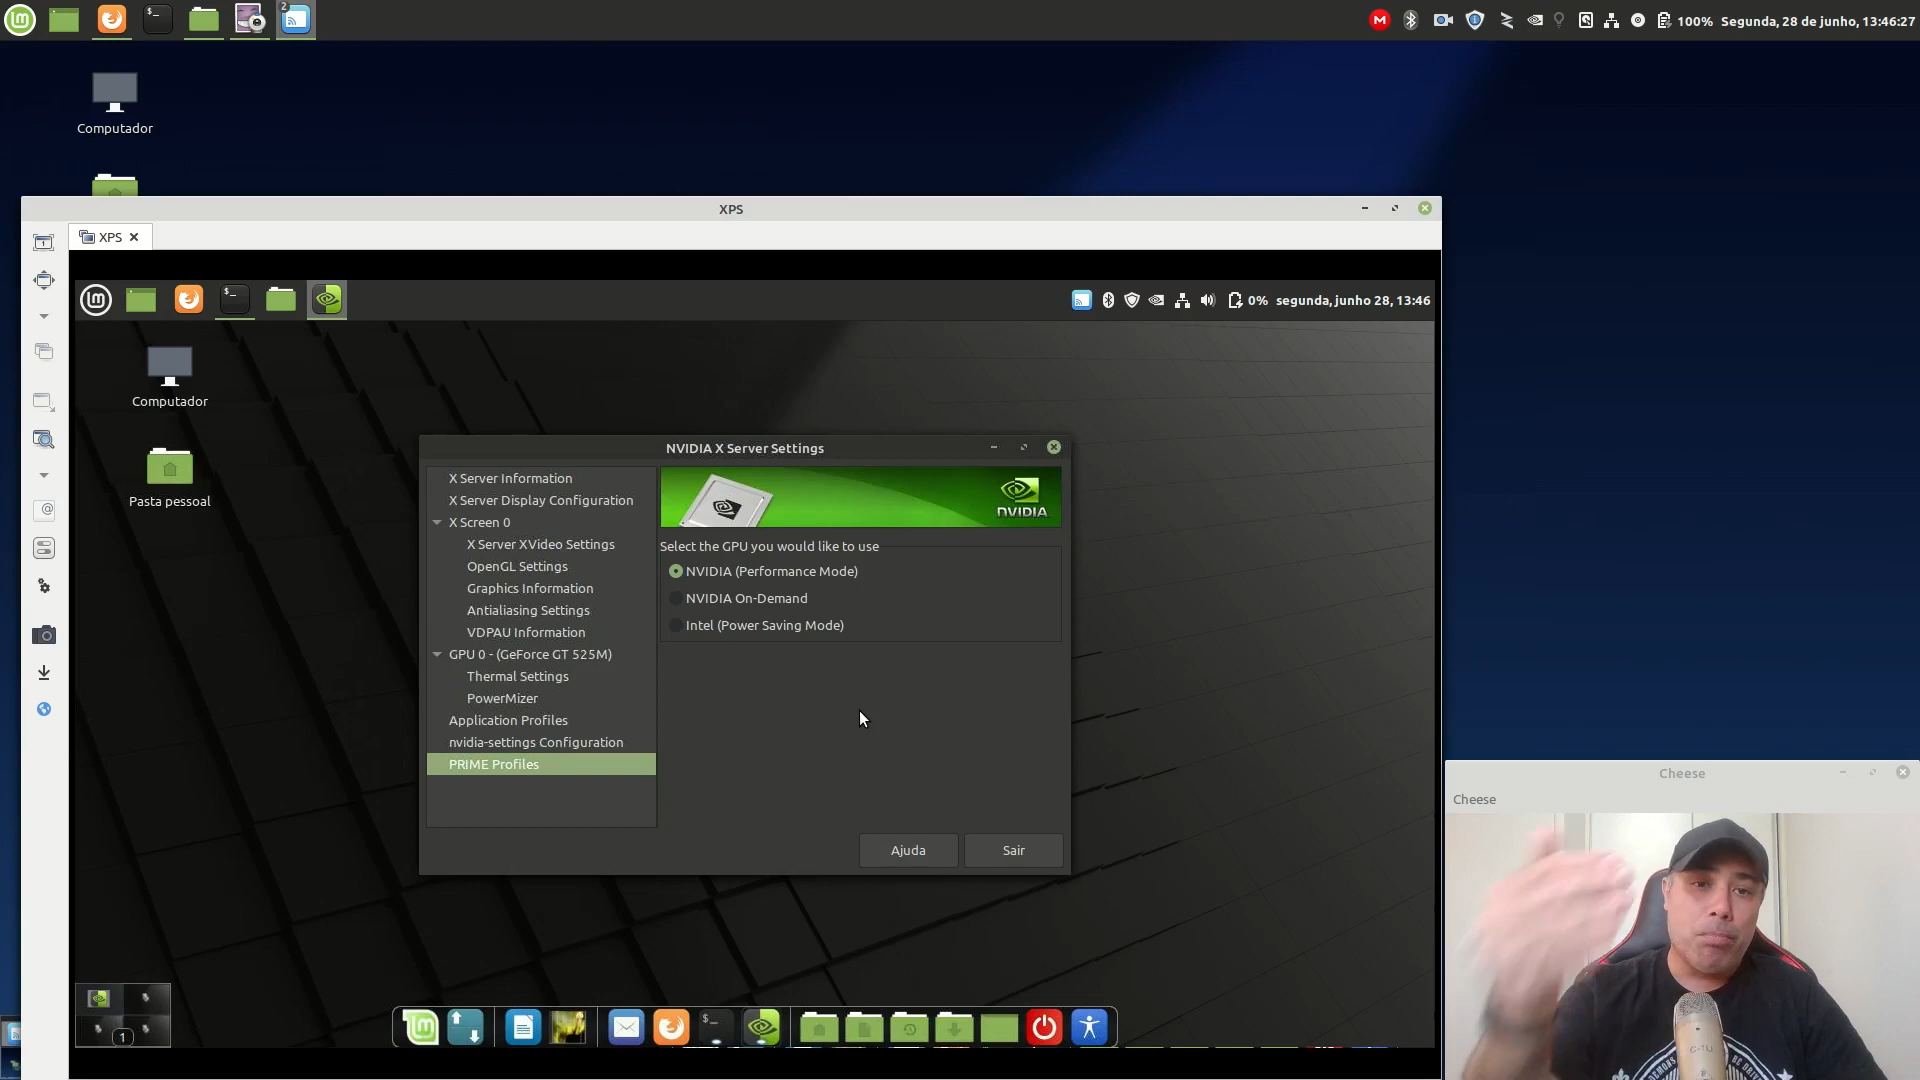 2
100% Segunda, 28 de junho, 13:46:27
Computador
XPS
XPS
0% segunda, junho 28, 13:46
Computador
Pasta pessoal
NVIDIA X Server Settings
X Server Information
X Server Display Configuration
X Screen 0
X Server XVideo Settings
OpenGL Settings
Graphics Information
Antialiasing Settings
VDPAU Information
GPU 0 - (GeForce GT 525M)
Thermal Settings
PowerMizer
Application Profiles
nvidia-settings Configuration
PRIME Profiles
NVIDIA
Select the GPU you would like to use
NVIDIA (Performance Mode)
NVIDIA On-Demand
Intel (Power Saving Mode)
Ajuda
Sair
1
Cheese
Cheese
C-1U